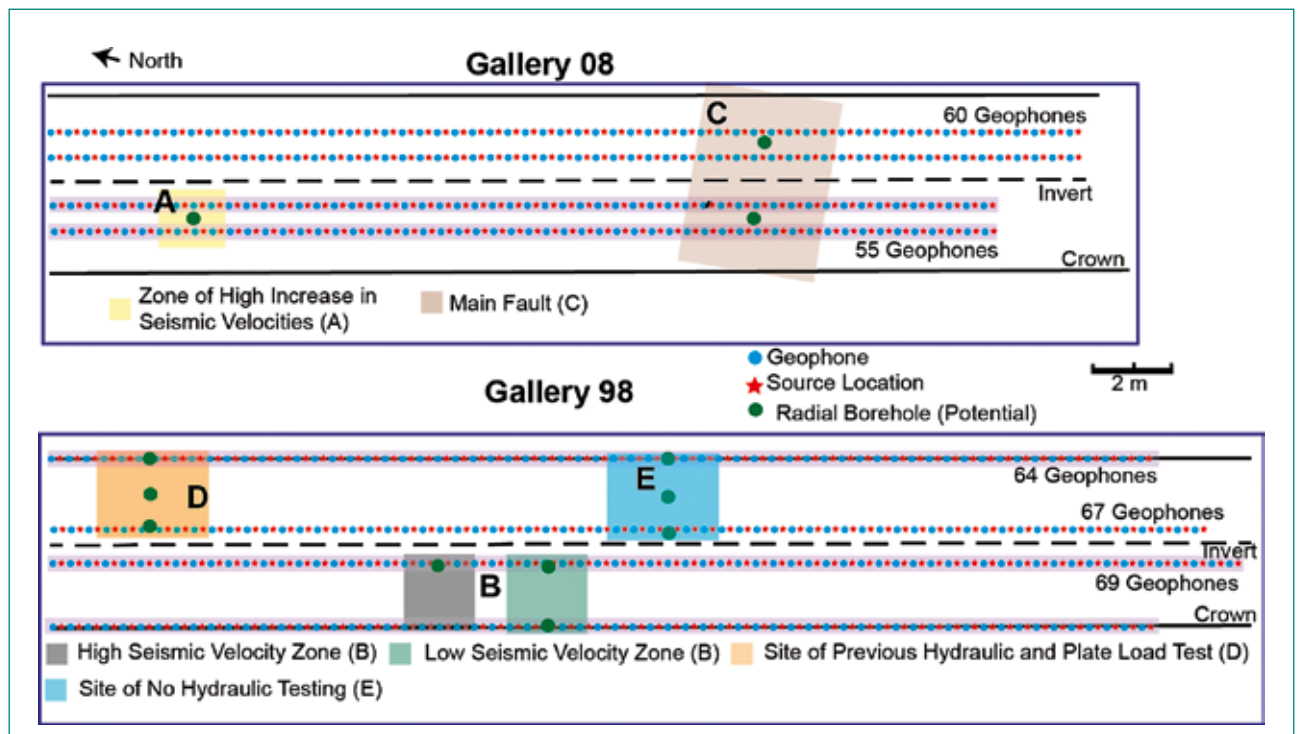 North
Gallery 08
C
60 Geophones
A
Invert
55 Geophones
Crown
Zone of High Increase in
Seismic Velocities (A)
Main Fault (C)
Geophone
Source Location
Radial Borehole (Potential)
2 m
Gallery 98
D
E
64 Geophones
67 Geophones
Invert
B
69 Geophones
Crown
High Seismic Velocity Zone (B)
Low Seismic Velocity Zone (B)
Site of Previous Hydraulic and Plate Load Test (D)
Site of No Hydraulic Testing (E)